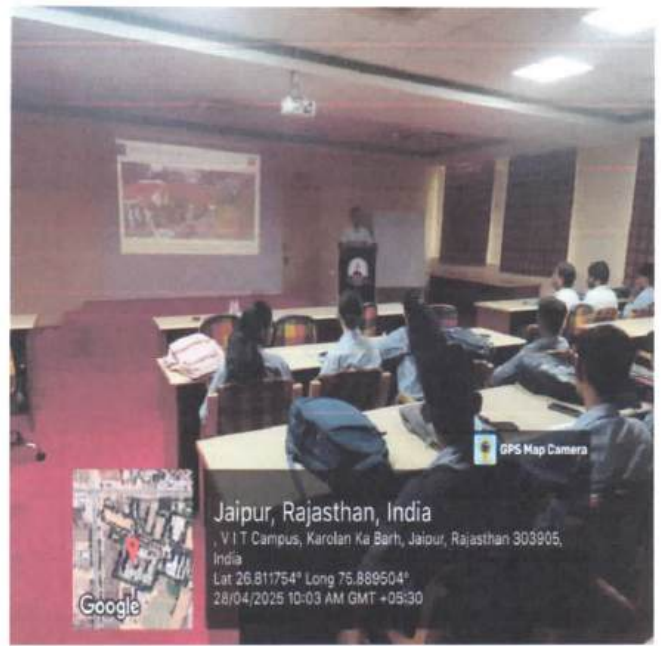 GPS Map Camera
Jaipur, Rajasthan, India
, V I T Campus, Karolan Ka Barh, Jaipur, Rajasthan 303905,
India
Lat 26.811754° Long 75.889504°
28/04/2025 10:03 AM GMT +05:30
Google